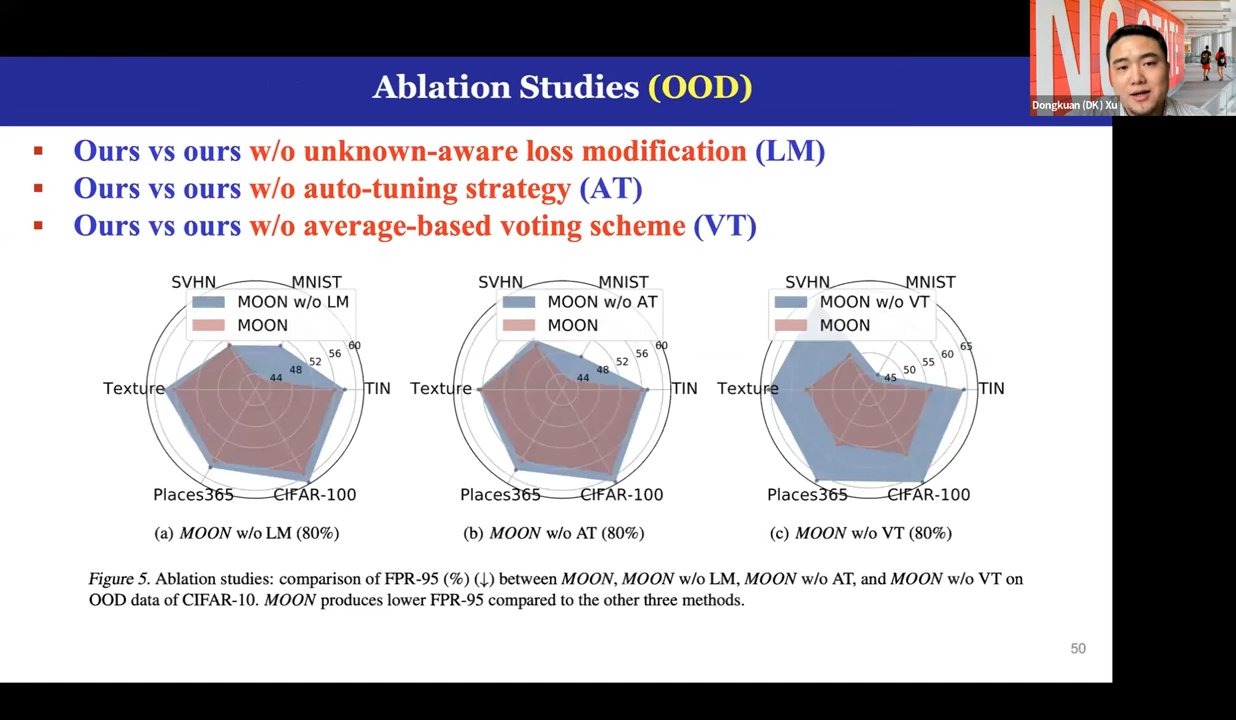 Ablation Studies (OOD)
Dongkuan (DK) Xu
▪ Ours vs ours w/o unknown-aware loss modification (LM)
▪ Ours vs ours w/o auto-tuning strategy (AT)
▪ Ours vs ours w/o average-based voting scheme (VT)
SVHN MNIST
MOON w/o LM
MOON
44 48 52 56 60
Texture TIN
Places365 CIFAR-100
(a) MOON w/o LM (80%)
SVHN MNIST
MOON w/o AT
MOON
44 48 52 56 60
Texture TIN
Places365 CIFAR-100
(b) MOON w/o AT (80%)
SVHN MNIST
MOON w/o VT
MOON
45 50 55 60 65
Texture TIN
Places365 CIFAR-100
(c) MOON w/o VT (80%)
Figure 5. Ablation studies: comparison of FPR-95 (%) (↓) between MOON, MOON w/o LM, MOON w/o AT, and MOON w/o VT on
OOD data of CIFAR-10. MOON produces lower FPR-95 compared to the other three methods.
50